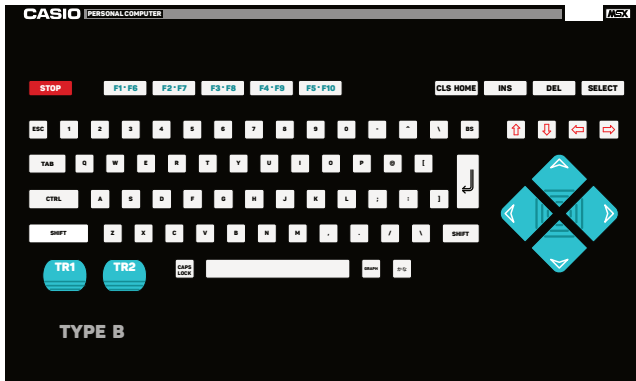 CASIO PERSONAL COMPUTER MSX
STOP F1·F6 F2·F7 F3·F8 F4·F9 F5·F10 CLS HOME INS DEL SELECT
ESC 1 2 3 4 5 6 7 8 9 0 - ^ \ BS
TAB Q W E R T Y U I O P @ [
CTRL A S D F G H J K L ; : ]
SHIFT Z X C V B N M , . / \ SHIFT
TR1 TR2 CAPS LOCK GRAPH かな
TYPE B